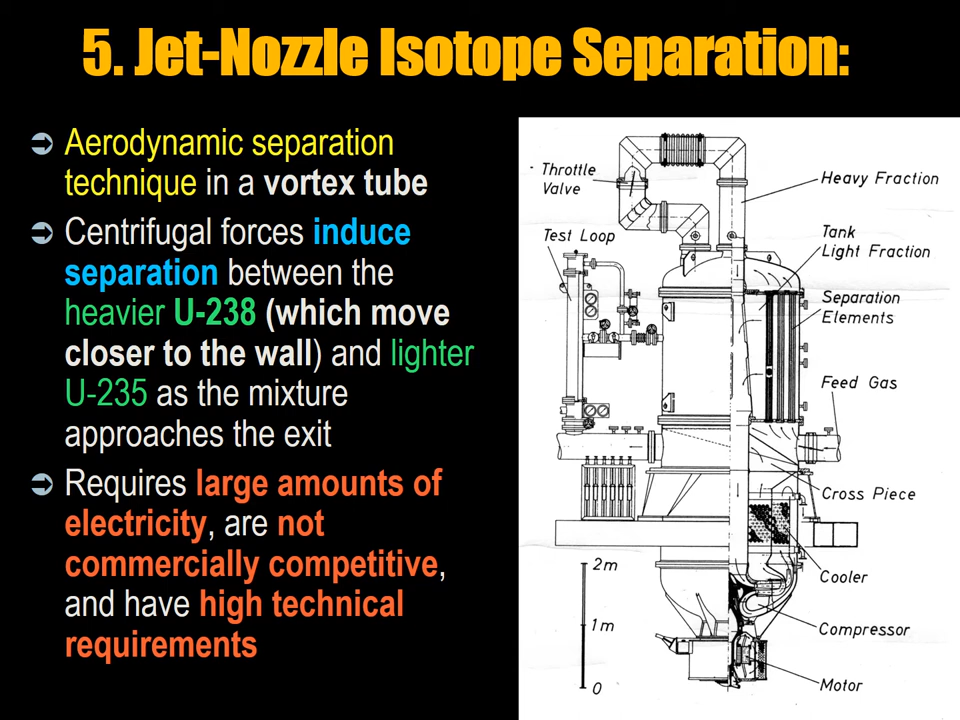 5. Jet-Nozzle Isotope Separation:
Aerodynamic separation
technique in a vortex tube
Centrifugal forces induce
separation between the
heavier U-238 (which move
closer to the wall) and lighter
U-235 as the mixture
approaches the exit
Requires large amounts of
electricity, are not
commercially competitive,
and have high technical
requirements
Throttle
Valve
Heavy Fraction
Test Loop
Tank
Light Fraction
Separation
Elements
Feed Gas
Cross Piece
2m
Cooler
1m
Compressor
0
Motor